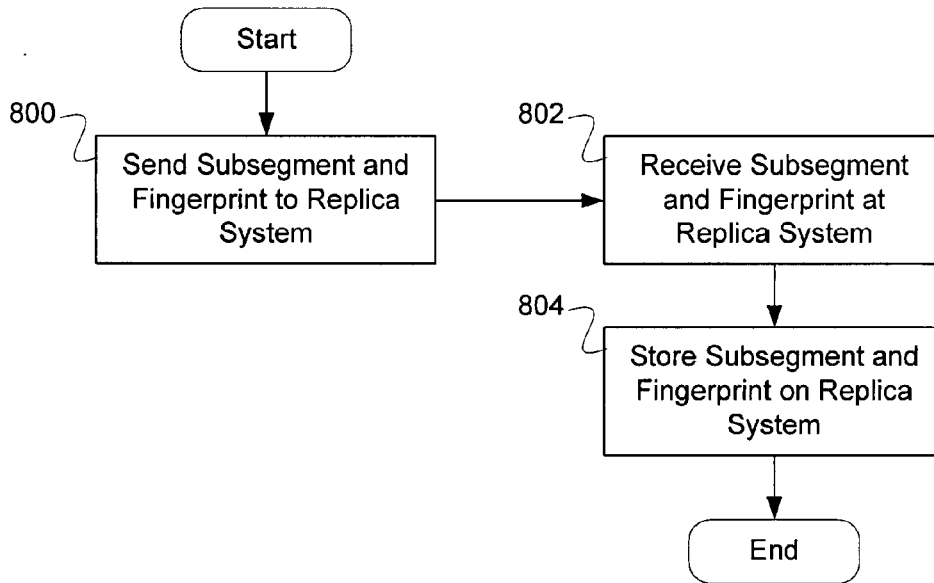 Start
800
Send Subsegment and
Fingerprint to Replica
System
802
Receive Subsegment
and Fingerprint at
Replica System
804
Store Subsegment and
Fingerprint on Replica
System
End